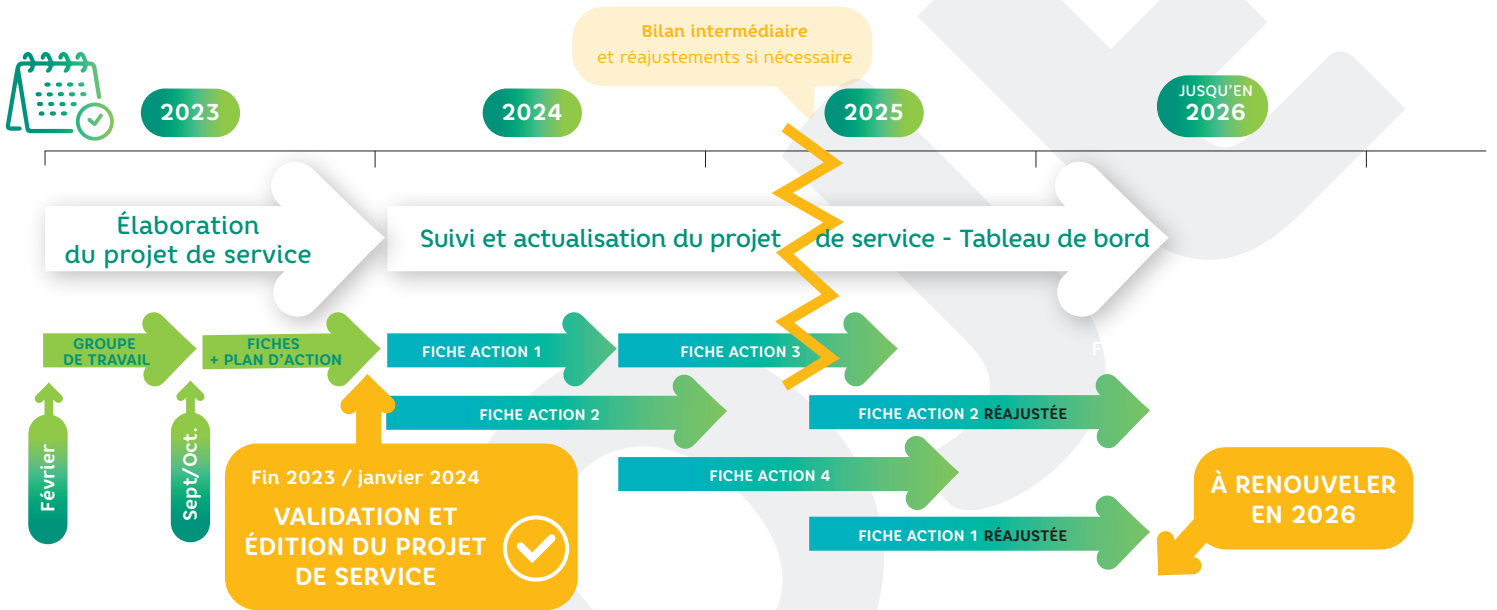 Bilan intermédiaire
et réajustements si nécessaire
2023
2024
2025
JUSQU'EN
2026
Élaboration
du projet de service
Suivi et actualisation du projet de service - Tableau de bord
GROUPE
DE TRAVAIL
FICHES
+ PLAN D'ACTION
FICHE ACTION 1
FICHE ACTION 3
FICHE ACTION 2
FICHE ACTION 2 RÉAJUSTÉE
FICHE ACTION 4
FICHE ACTION 1 RÉAJUSTÉE
Février
Sept/Oct.
Fin 2023 / janvier 2024
VALIDATION ET
ÉDITION DU PROJET
DE SERVICE
À RENOUVELER
EN 2026